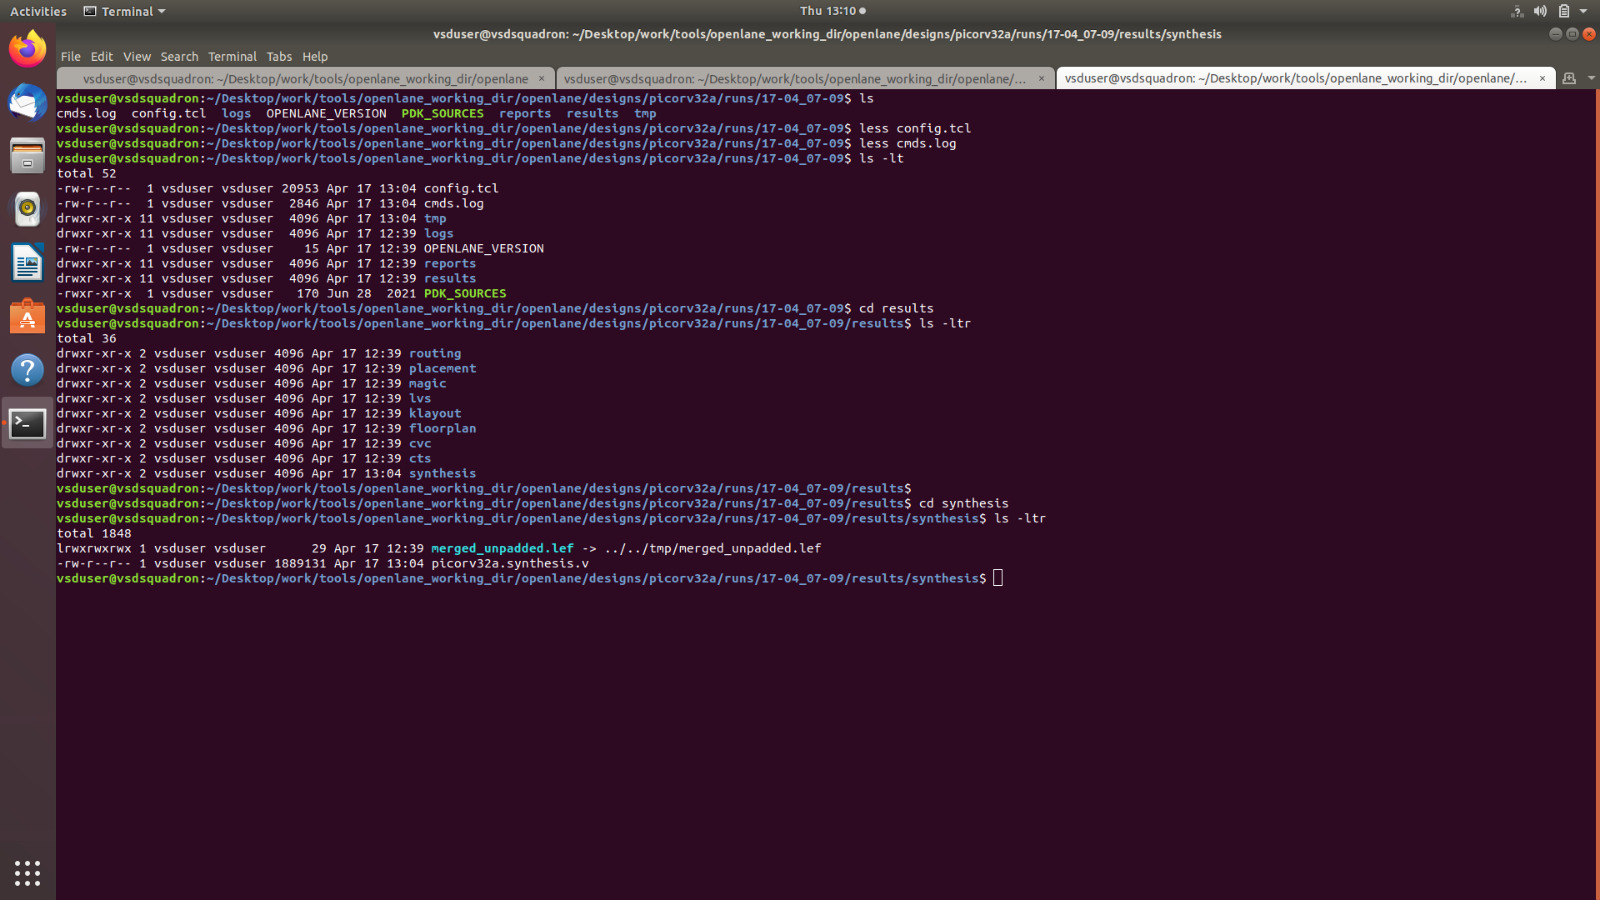 Activities Terminal Thu 13:10
vsduser@vsdsquadron: ~/Desktop/work/tools/openlane_working_dir/openlane/designs/picorv32a/runs/17-04_07-09/results/synthesis
File Edit View Search Terminal Tabs Help
vsduser@vsdsquadron: ~/Desktop/work/tools/openlane_working_dir/openlane × vsduser@vsdsquadron: ~/Desktop/work/tools/openlane_working_dir/openlane/... × vsduser@vsdsquadron: ~/Desktop/work/tools/openlane_working_dir/openlane/... ×
vsduser@vsdsquadron:~/Desktop/work/tools/openlane_working_dir/openlane/designs/picorv32a/runs/17-04_07-09$ ls
cmds.log config.tcl logs OPENLANE_VERSION PDK_SOURCES reports results tmp
vsduser@vsdsquadron:~/Desktop/work/tools/openlane_working_dir/openlane/designs/picorv32a/runs/17-04_07-09$ less config.tcl
vsduser@vsdsquadron:~/Desktop/work/tools/openlane_working_dir/openlane/designs/picorv32a/runs/17-04_07-09$ less cmds.log
vsduser@vsdsquadron:~/Desktop/work/tools/openlane_working_dir/openlane/designs/picorv32a/runs/17-04_07-09$ ls -lt
total 52
-rw-r--r-- 1 vsduser vsduser 20953 Apr 17 13:04 config.tcl
-rw-r--r-- 1 vsduser vsduser 2846 Apr 17 13:04 cmds.log
drwxr-xr-x 11 vsduser vsduser 4096 Apr 17 13:04 tmp
drwxr-xr-x 11 vsduser vsduser 4096 Apr 17 12:39 logs
-rw-r--r-- 1 vsduser vsduser 15 Apr 17 12:39 OPENLANE_VERSION
drwxr-xr-x 11 vsduser vsduser 4096 Apr 17 12:39 reports
drwxr-xr-x 11 vsduser vsduser 4096 Apr 17 12:39 results
-rwxr-xr-x 1 vsduser vsduser 170 Jun 28 2021 PDK_SOURCES
vsduser@vsdsquadron:~/Desktop/work/tools/openlane_working_dir/openlane/designs/picorv32a/runs/17-04_07-09$ cd results
vsduser@vsdsquadron:~/Desktop/work/tools/openlane_working_dir/openlane/designs/picorv32a/runs/17-04_07-09/results$ ls -ltr
total 36
drwxr-xr-x 2 vsduser vsduser 4096 Apr 17 12:39 routing
drwxr-xr-x 2 vsduser vsduser 4096 Apr 17 12:39 placement
drwxr-xr-x 2 vsduser vsduser 4096 Apr 17 12:39 magic
drwxr-xr-x 2 vsduser vsduser 4096 Apr 17 12:39 lvs
drwxr-xr-x 2 vsduser vsduser 4096 Apr 17 12:39 klayout
drwxr-xr-x 2 vsduser vsduser 4096 Apr 17 12:39 floorplan
drwxr-xr-x 2 vsduser vsduser 4096 Apr 17 12:39 cvc
drwxr-xr-x 2 vsduser vsduser 4096 Apr 17 12:39 cts
drwxr-xr-x 2 vsduser vsduser 4096 Apr 17 13:04 synthesis
vsduser@vsdsquadron:~/Desktop/work/tools/openlane_working_dir/openlane/designs/picorv32a/runs/17-04_07-09/results$
vsduser@vsdsquadron:~/Desktop/work/tools/openlane_working_dir/openlane/designs/picorv32a/runs/17-04_07-09/results$ cd synthesis
vsduser@vsdsquadron:~/Desktop/work/tools/openlane_working_dir/openlane/designs/picorv32a/runs/17-04_07-09/results/synthesis$ ls -ltr
total 1848
lrwxrwxrwx 1 vsduser vsduser 29 Apr 17 12:39 merged_unpadded.lef -> ../../tmp/merged_unpadded.lef
-rw-r--r-- 1 vsduser vsduser 1889131 Apr 17 13:04 picorv32a.synthesis.v
vsduser@vsdsquadron:~/Desktop/work/tools/openlane_working_dir/openlane/designs/picorv32a/runs/17-04_07-09/results/synthesis$